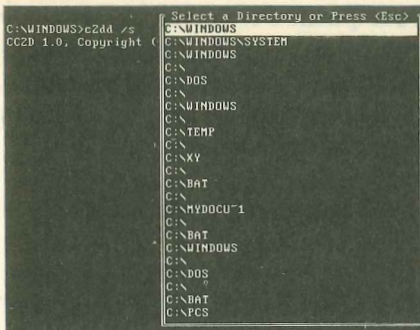 Select a Directory or Press <Esc>
C:\WINDOWS>c2dd /s
CC2D 1.0, Copyright (
C:\WINDOWS
C:\WINDOWS\SYSTEM
C:\WINDOWS
C:\
C:\DOS
C:\
C:\WINDOWS
C:\
C:\TEMP
C:\
C:\XY
C:\
C:\BAT
C:\
C:\MYDOCU~1
C:\
C:\BAT
C:\WINDOWS
C:\
C:\DOS
C:\
C:\BAT
C:\PCS